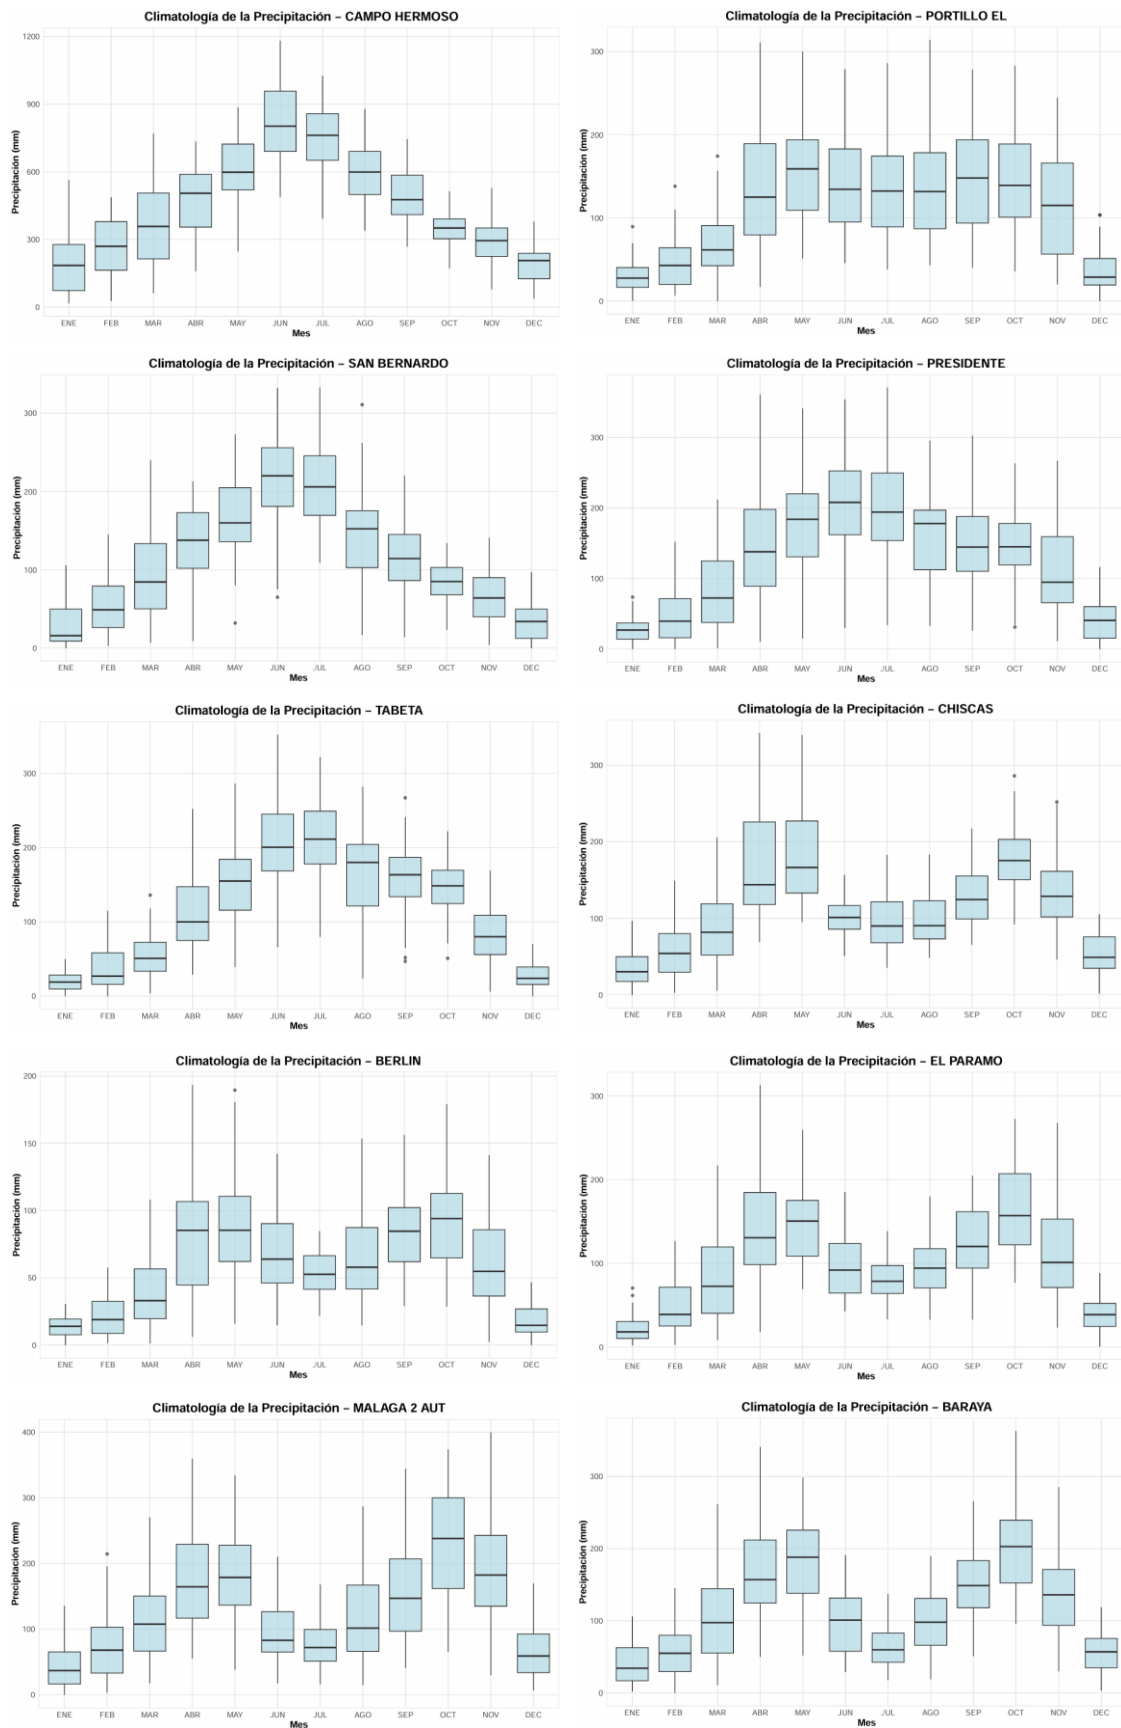 Climatología de la Precipitación – CAMPO HERMOSO
Precipitación (mm)
1200
900
600
300
0
ENE FEB MAR ABR MAY JUN JUL AGO SEP OCT NOV DEC
Mes
Climatología de la Precipitación – PORTILLO EL
Precipitación (mm)
300
200
100
0
ENE FEB MAR ABR MAY JUN JUL AGO SEP OCT NOV DEC
Mes
Climatología de la Precipitación – SAN BERNARDO
Precipitación (mm)
300
200
100
0
ENE FEB MAR ABR MAY JUN JUL AGO SEP OCT NOV DEC
Mes
Climatología de la Precipitación – PRESIDENTE
Precipitación (mm)
300
200
100
0
ENE FEB MAR ABR MAY JUN JUL AGO SEP OCT NOV DEC
Mes
Climatología de la Precipitación – TABETA
Precipitación (mm)
300
200
100
0
ENE FEB MAR ABR MAY JUN JUL AGO SEP OCT NOV DEC
Mes
Climatología de la Precipitación – CHISCAS
Precipitación (mm)
300
200
100
0
ENE FEB MAR ABR MAY JUN JUL AGO SEP OCT NOV DEC
Mes
Climatología de la Precipitación – BERLIN
Precipitación (mm)
200
150
100
50
0
ENE FEB MAR ABR MAY JUN JUL AGO SEP OCT NOV DEC
Mes
Climatología de la Precipitación – EL PARAMO
Precipitación (mm)
300
200
100
0
ENE FEB MAR ABR MAY JUN JUL AGO SEP OCT NOV DEC
Mes
Climatología de la Precipitación – MALAGA 2 AUT
Precipitación (mm)
400
300
200
100
0
ENE FEB MAR ABR MAY JUN JUL AGO SEP OCT NOV DEC
Mes
Climatología de la Precipitación – BARAYA
Precipitación (mm)
300
200
100
0
ENE FEB MAR ABR MAY JUN JUL AGO SEP OCT NOV DEC
Mes